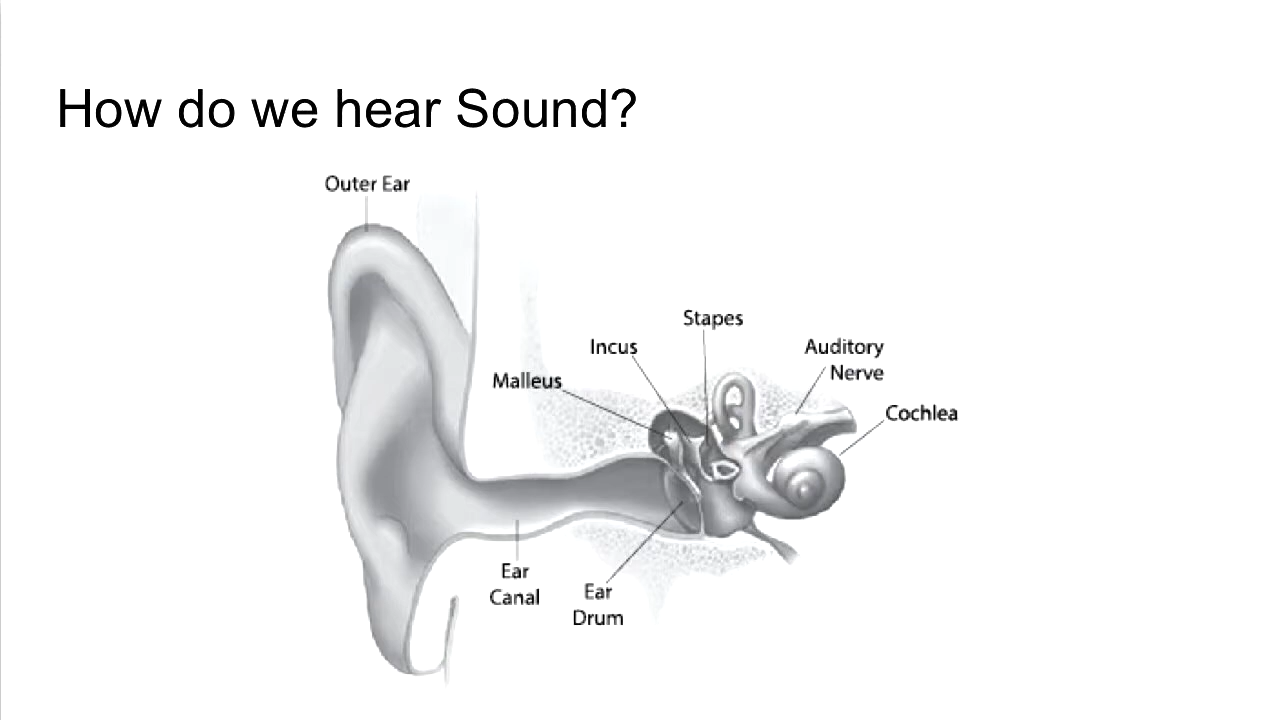 How do we hear Sound?
Outer Ear
Stapes
Incus
Auditory
Nerve
Malleus
Cochlea
Ear
Canal
Ear
Drum